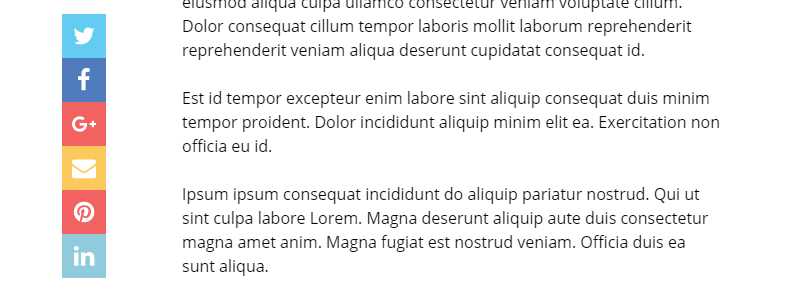 eiusmod aliqua culpa ullamco consectetur veniam voluptate cillum.
Dolor consequat cillum tempor laboris mollit laborum reprehenderit
reprehenderit veniam aliqua deserunt cupidatat consequat id.
Est id tempor excepteur enim labore sint aliquip consequat duis minim
tempor proident. Dolor incididunt aliquip minim elit ea. Exercitation non
officia eu id.
Ipsum ipsum consequat incididunt do aliquip pariatur nostrud. Qui ut
sint culpa labore Lorem. Magna deserunt aliquip aute duis consectetur
magna amet anim. Magna fugiat est nostrud veniam. Officia duis ea
sunt aliqua.
f
G+
in